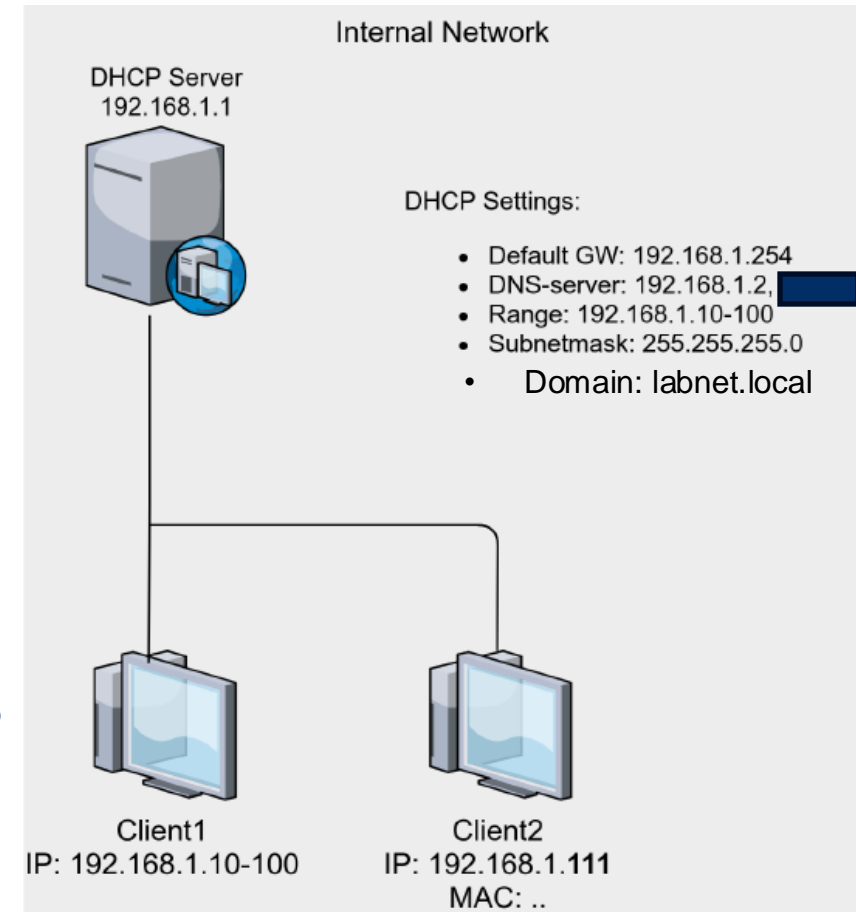 Internal Network
DHCP Server
192.168.1.1
DHCP Settings:
• Default GW: 192.168.1.254
• DNS-server: 192.168.1.2,
• Range: 192.168.1.10-100
• Subnetmask: 255.255.255.0
• Domain: labnet.local
Client1
IP: 192.168.1.10-100
Client2
IP: 192.168.1.111
MAC: ..